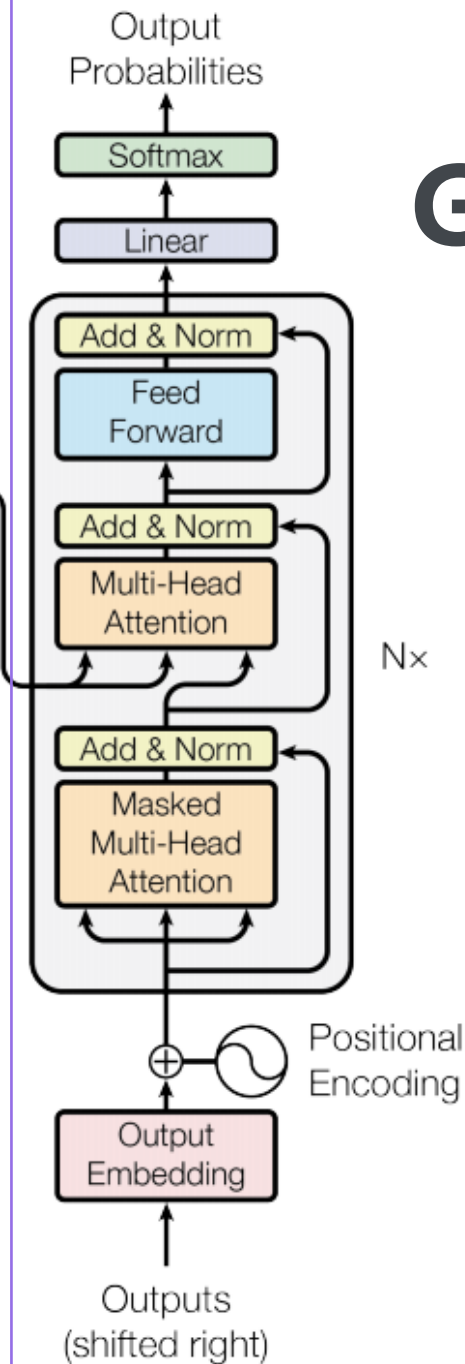 Output
Probabilities
Softmax
G
Linear
Add & Norm
Feed
Forward
Add & Norm
Multi-Head
Attention
N×
Add & Norm
Masked
Multi-Head
Attention
Positional
Encoding
Output
Embedding
Outputs
(shifted right)